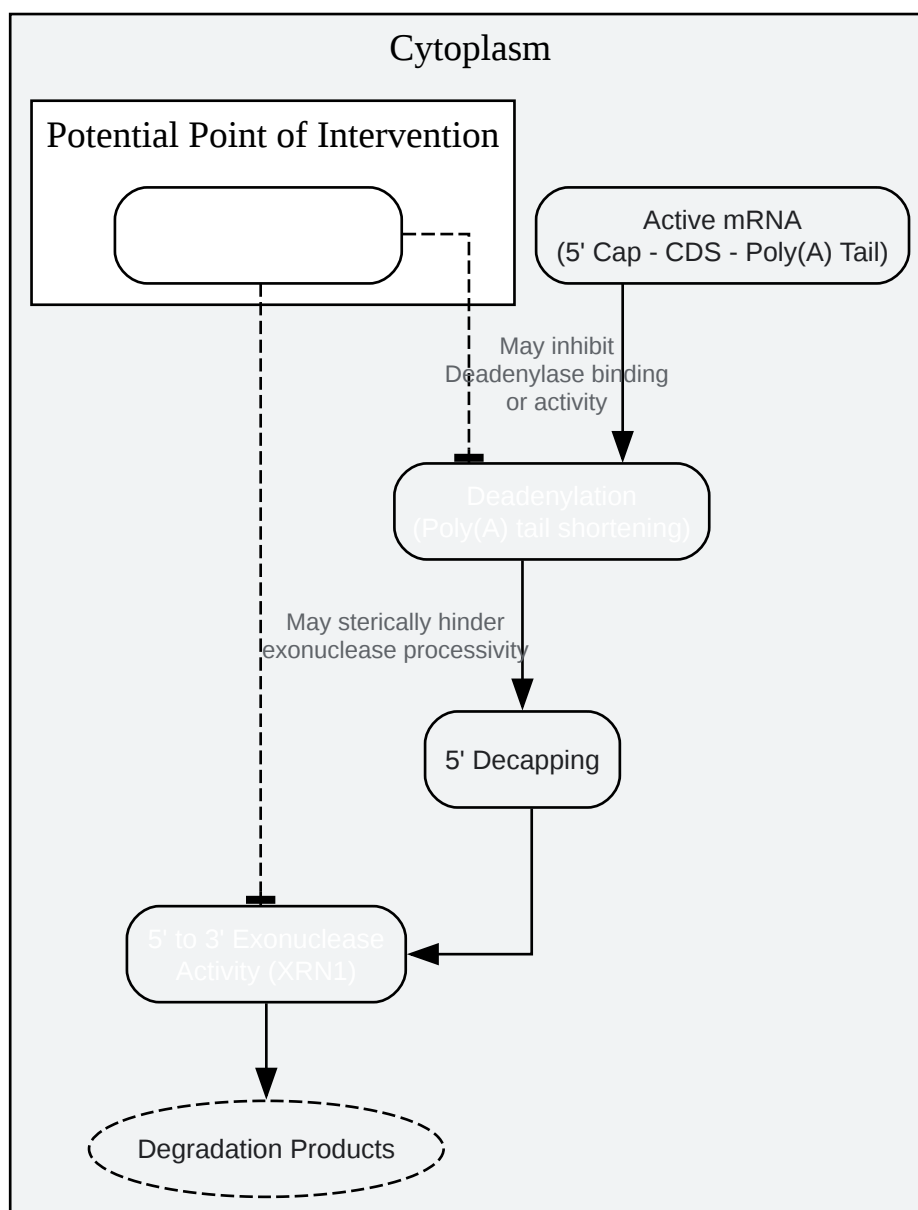 Cytoplasm
Potential Point of Intervention
Active mRNA
(5' Cap - CDS - Poly(A) Tail)
May inhibit
Deadenylase binding
or activity
Deadenylation
(Poly(A) tail shortening)
May sterically hinder
exonuclease processivity
5' Decapping
5' to 3' Exonuclease
Activity (XRN1)
Degradation Products